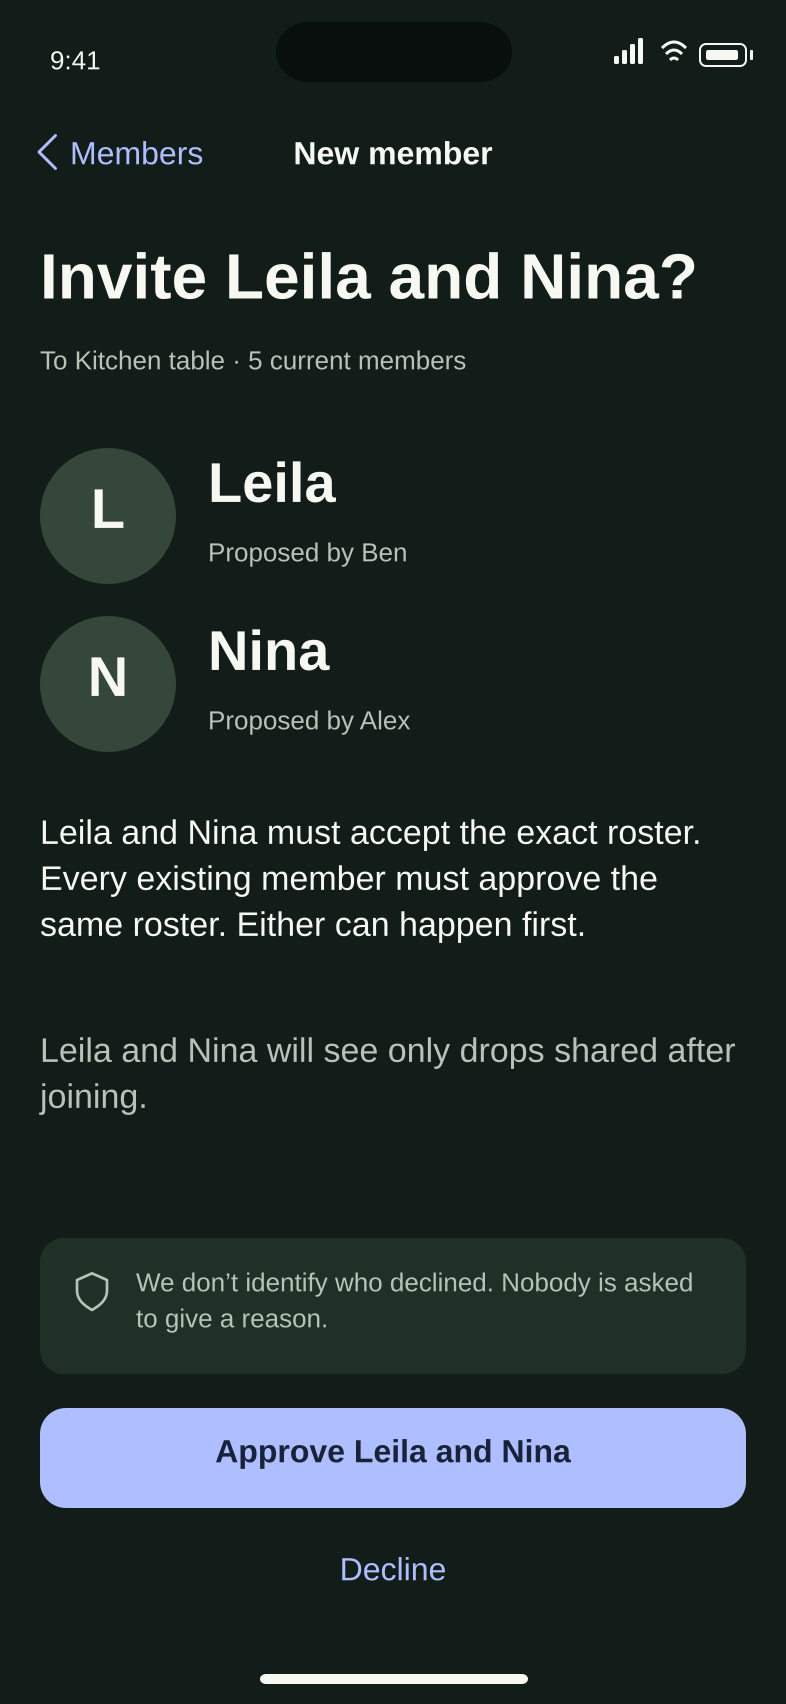 9:41
Members
New member
Invite Leila and Nina?
To Kitchen table · 5 current members
L
Leila
Proposed by Ben
N
Nina
Proposed by Alex
Leila and Nina must accept the exact roster.
Every existing member must approve the
same roster. Either can happen first.
Leila and Nina will see only drops shared after
joining.
We don’t identify who declined. Nobody is asked
to give a reason.
Approve Leila and Nina
Decline